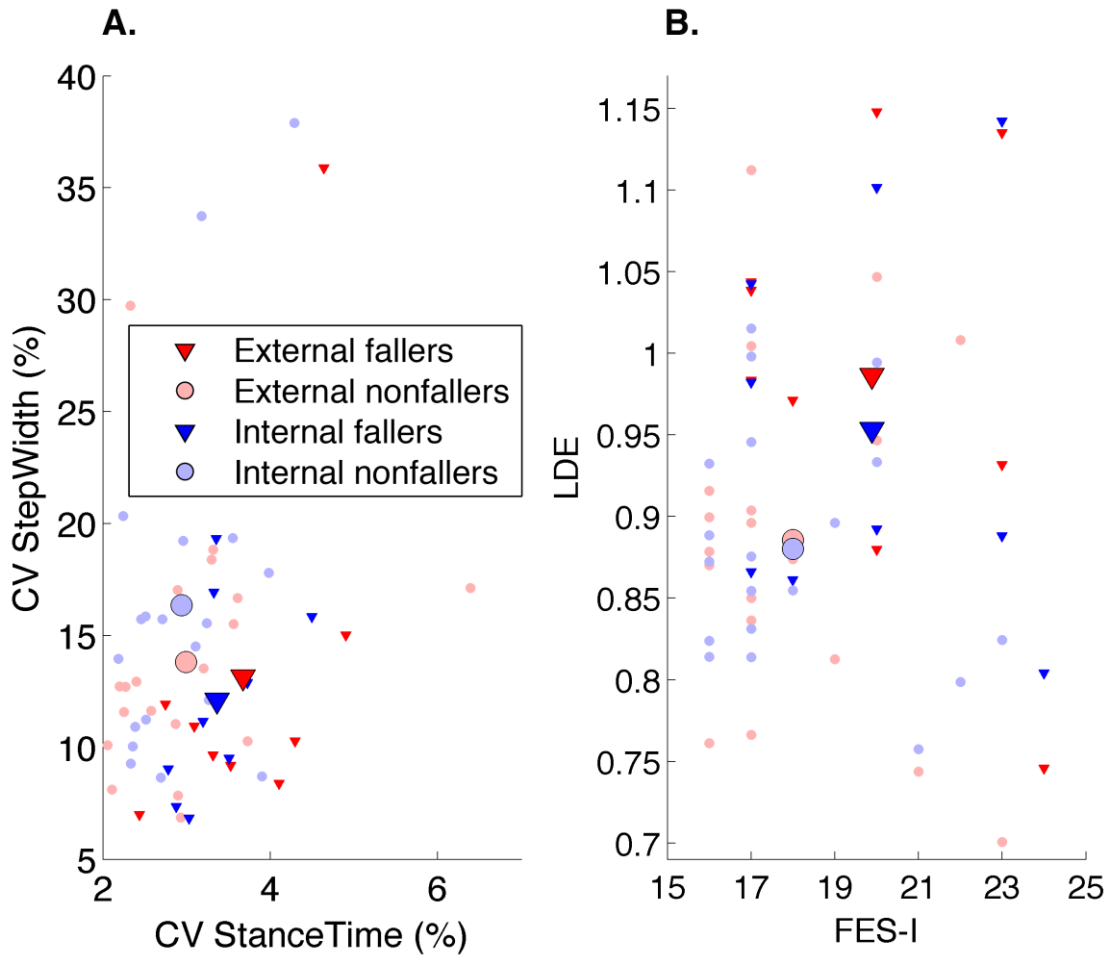 A.
CV StepWidth (%)
40
35
30
25
20
15
10
5
2
4
6
CV StanceTime (%)
External fallers
External nonfallers
Internal fallers
Internal nonfallers
B.
LDE
1.15
1.1
1.05
1
0.95
0.9
0.85
0.8
0.75
0.7
15
17
19
21
23
25
FES-I